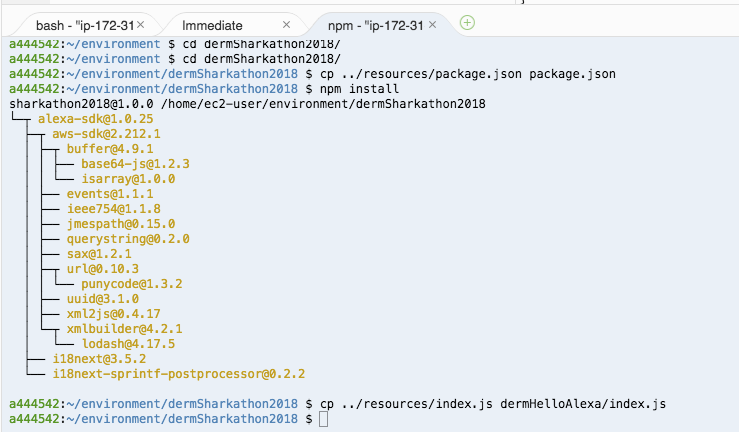 bash - "ip-172-31 × Immediate × npm - "ip-172-31 ×
a444542:~/environment $ cd dermSharkathon2018/
a444542:~/environment $ cd dermSharkathon2018/
a444542:~/environment/dermSharkathon2018 $ cp ../resources/package.json package.json
a444542:~/environment/dermSharkathon2018 $ npm install
sharkathon2018@1.0.0 /home/ec2-user/environment/dermSharkathon2018
└─┬ alexa-sdk@1.0.25
  ├─┬ aws-sdk@2.212.1
  │ ├─┬ buffer@4.9.1
  │ │ ├── base64-js@1.2.3
  │ │ └── isarray@1.0.0
  │ ├── events@1.1.1
  │ ├── ieee754@1.1.8
  │ ├── jmespath@0.15.0
  │ ├── querystring@0.2.0
  │ ├── sax@1.2.1
  │ ├─┬ url@0.10.3
  │ │ └── punycode@1.3.2
  │ ├── uuid@3.1.0
  │ ├── xml2js@0.4.17
  │ └─┬ xmlbuilder@4.2.1
  │   └── lodash@4.17.5
  ├── i18next@3.5.2
  └── i18next-sprintf-postprocessor@0.2.2
a444542:~/environment/dermSharkathon2018 $ cp ../resources/index.js dermHelloAlexa/index.js
a444542:~/environment/dermSharkathon2018 $